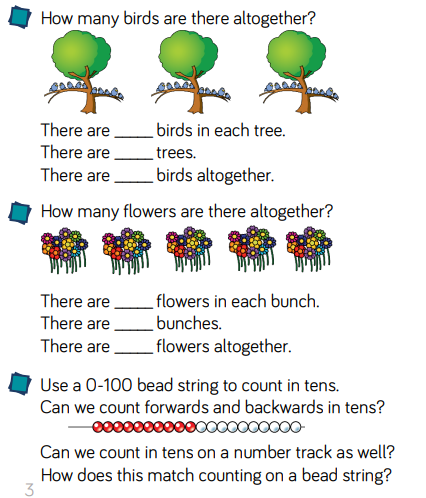 How many birds are there altogether?
There are _____ birds in each tree.
There are _____ trees.
There are _____ birds altogether.
How many flowers are there altogether?
There are _____ flowers in each bunch.
There are _____ bunches.
There are _____ flowers altogether.
Use a 0-100 bead string to count in tens.
Can we count forwards and backwards in tens?
Can we count in tens on a number track as well?
How does this match counting on a bead string?
3